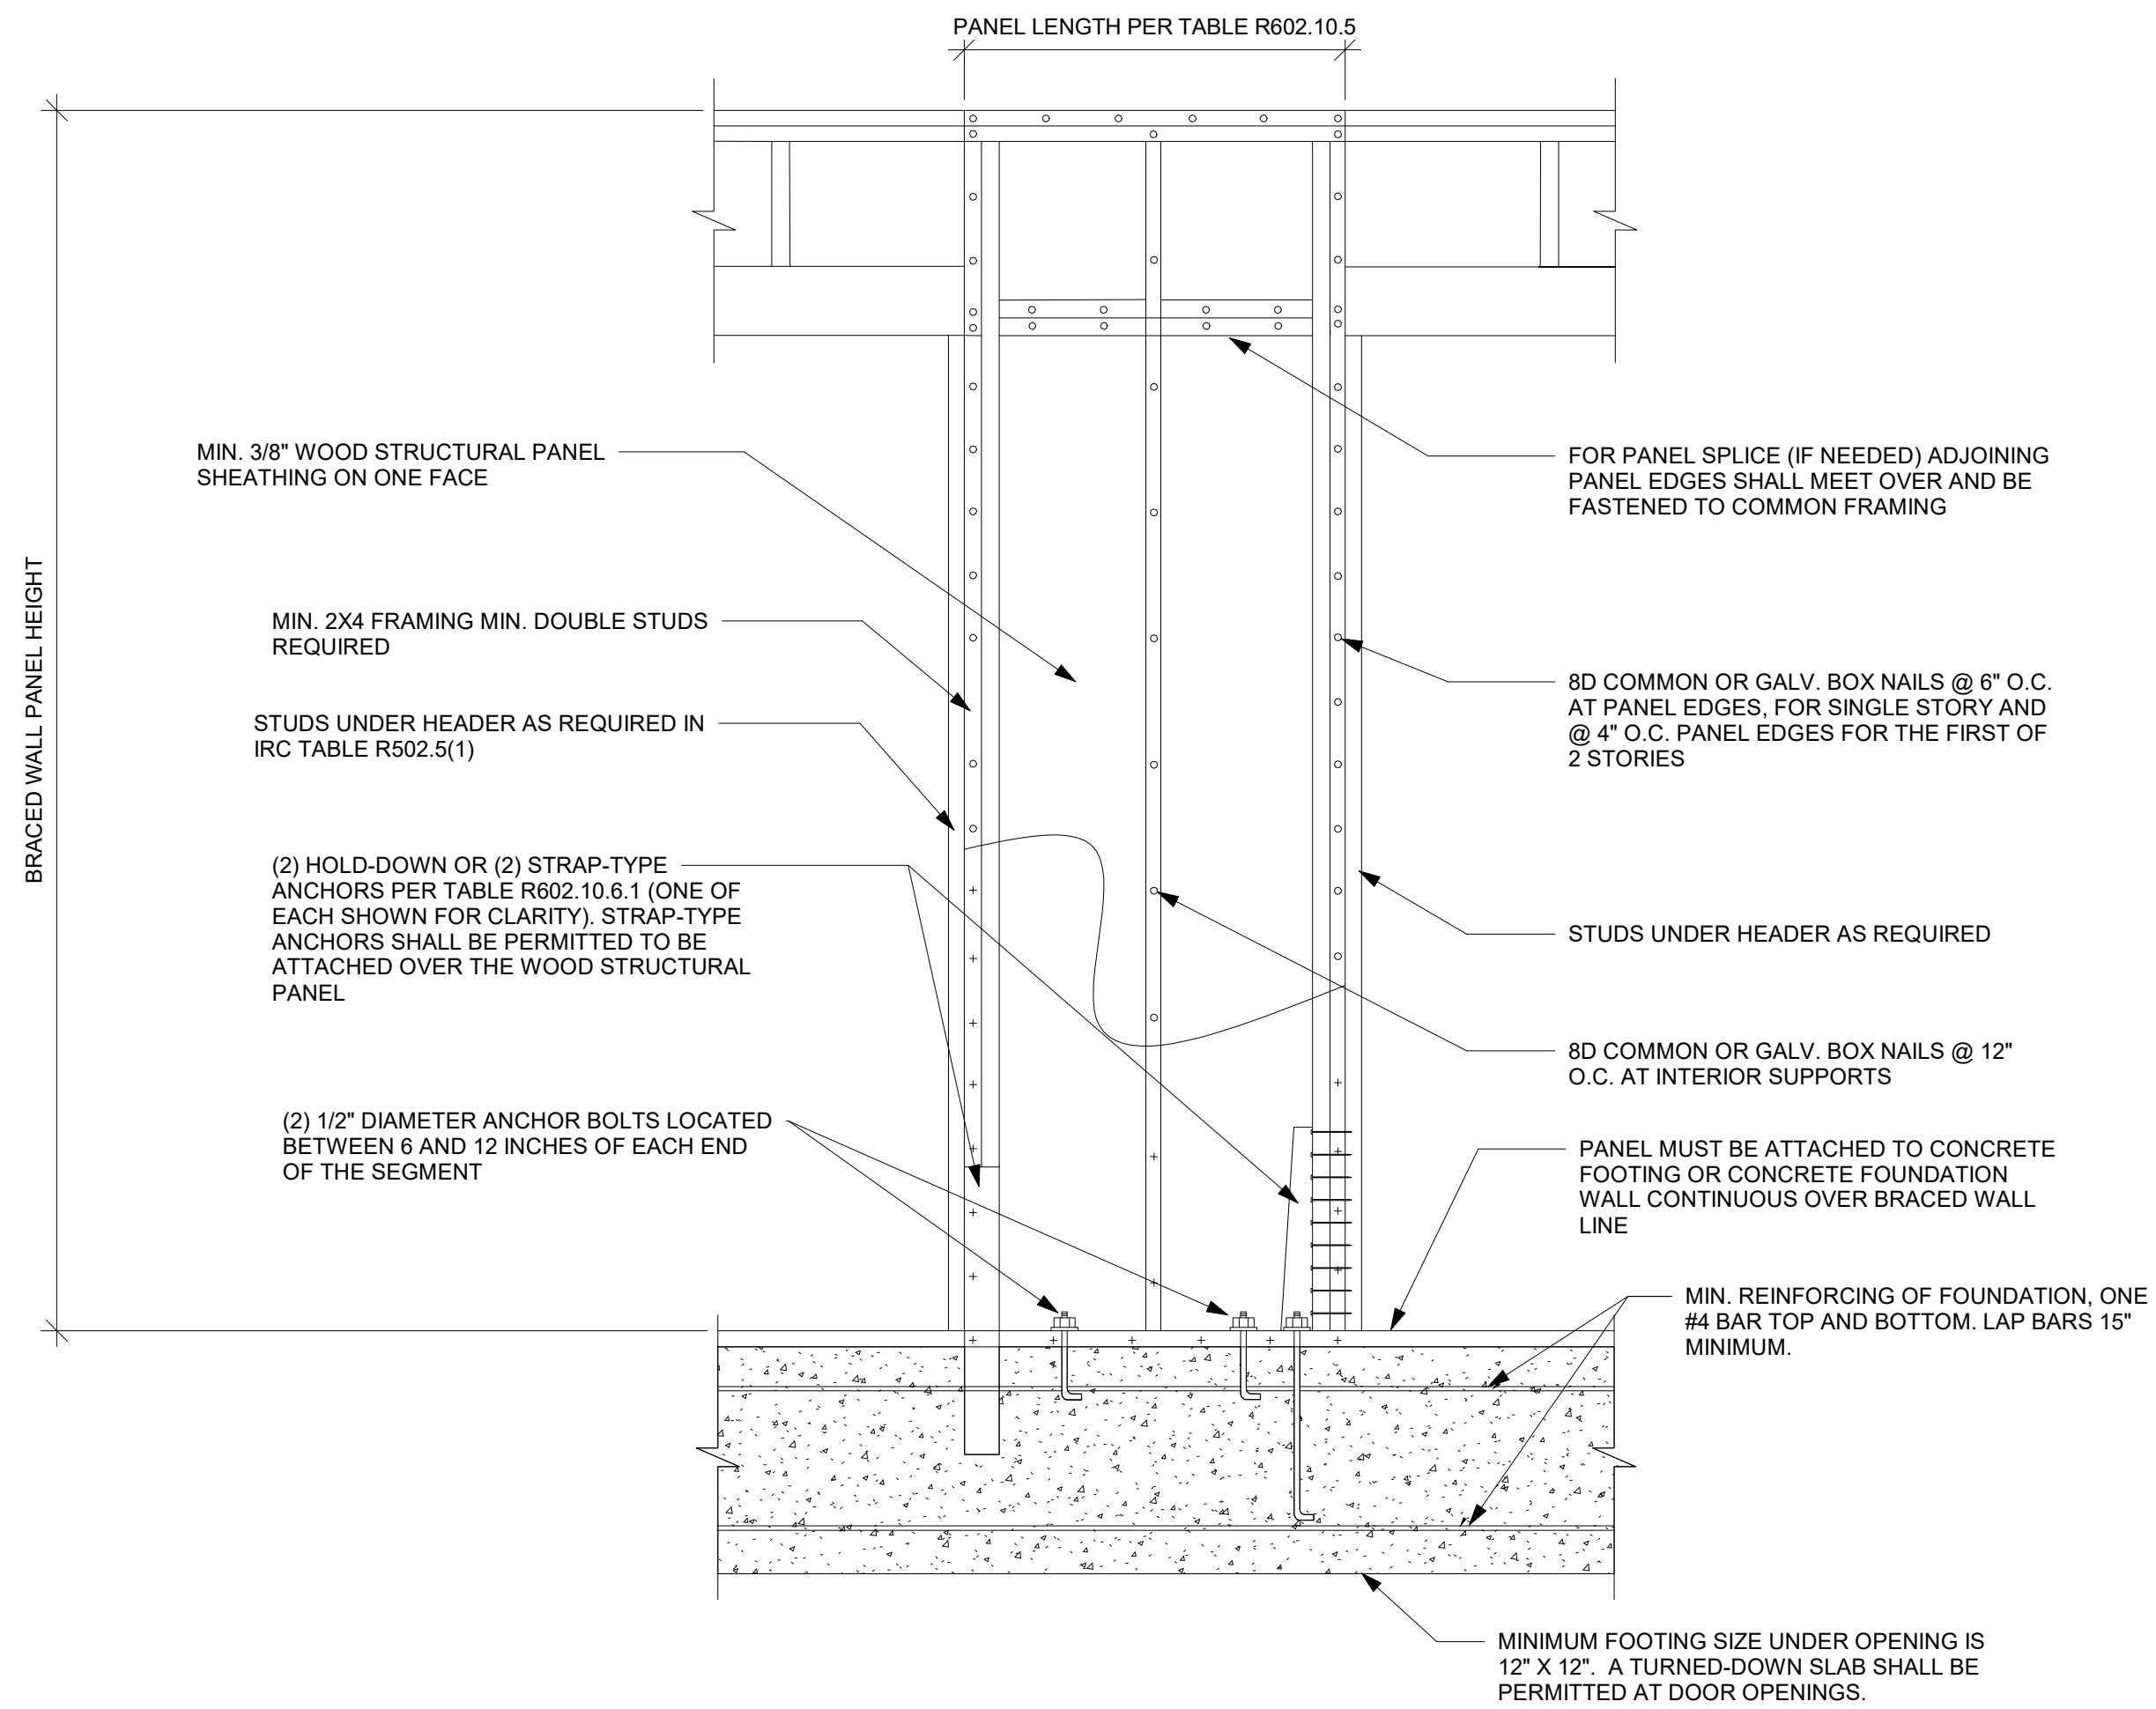 PANEL LENGTH PER TABLE R602.10.5
BRACED WALL PANEL HEIGHT
MIN. 3/8" WOOD STRUCTURAL PANEL
SHEATHING ON ONE FACE
MIN. 2X4 FRAMING MIN. DOUBLE STUDS
REQUIRED
STUDS UNDER HEADER AS REQUIRED IN
IRC TABLE R502.5(1)
(2) HOLD-DOWN OR (2) STRAP-TYPE
ANCHORS PER TABLE R602.10.6.1 (ONE OF
EACH SHOWN FOR CLARITY). STRAP-TYPE
ANCHORS SHALL BE PERMITTED TO BE
ATTACHED OVER THE WOOD STRUCTURAL
PANEL
(2) 1/2" DIAMETER ANCHOR BOLTS LOCATED
BETWEEN 6 AND 12 INCHES OF EACH END
OF THE SEGMENT
FOR PANEL SPLICE (IF NEEDED) ADJOINING
PANEL EDGES SHALL MEET OVER AND BE
FASTENED TO COMMON FRAMING
8D COMMON OR GALV. BOX NAILS @ 6" O.C.
AT PANEL EDGES, FOR SINGLE STORY AND
@ 4" O.C. PANEL EDGES FOR THE FIRST OF
2 STORIES
STUDS UNDER HEADER AS REQUIRED
8D COMMON OR GALV. BOX NAILS @ 12"
O.C. AT INTERIOR SUPPORTS
PANEL MUST BE ATTACHED TO CONCRETE
FOOTING OR CONCRETE FOUNDATION
WALL CONTINUOUS OVER BRACED WALL
LINE
MIN. REINFORCING OF FOUNDATION, ONE
#4 BAR TOP AND BOTTOM. LAP BARS 15"
MINIMUM.
MINIMUM FOOTING SIZE UNDER OPENING IS
12" X 12". A TURNED-DOWN SLAB SHALL BE
PERMITTED AT DOOR OPENINGS.